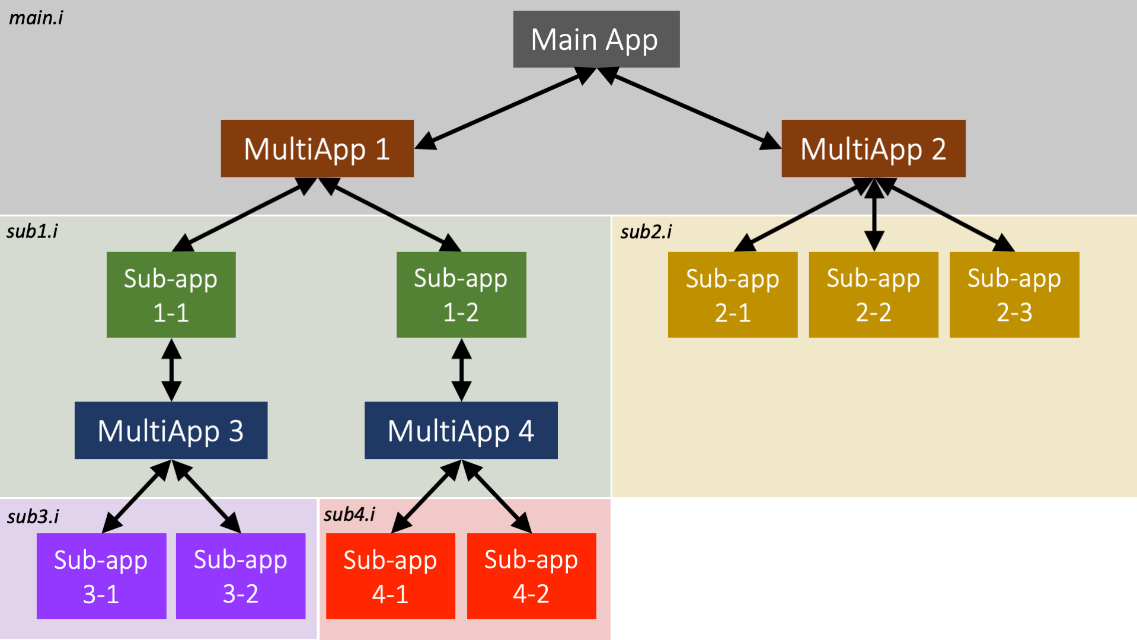 main.i
Main App
MultiApp 1
MultiApp 2
sub1.i
sub2.i
Sub-app
1-1
Sub-app
1-2
Sub-app
2-1
Sub-app
2-2
Sub-app
2-3
MultiApp 3
MultiApp 4
sub3.i
sub4.i
Sub-app
3-1
Sub-app
3-2
Sub-app
4-1
Sub-app
4-2